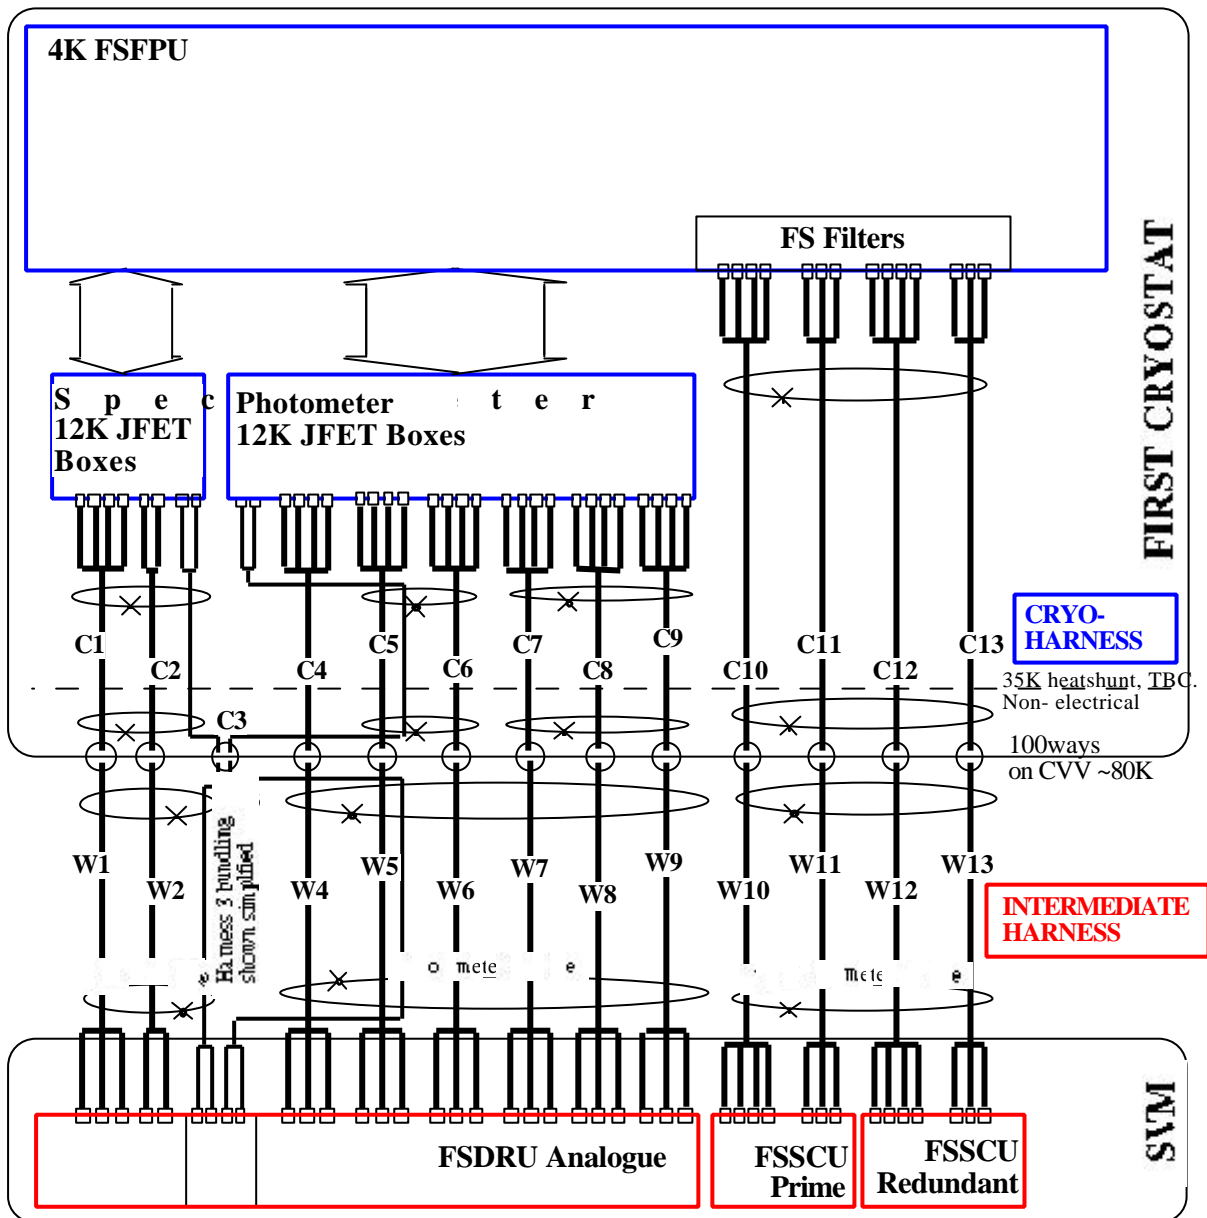 4K FSFPU
FS Filters
FIRST CRYOSTAT
S p e c
12K JFET
Boxes
Photometer t e r
12K JFET Boxes
C1
C2
C3
C4
C5
C6
C7
C8
C9
C10
C11
C12
C13
CRYO-
HARNESS
35K heatshunt, TBC.
Non- electrical
100ways
on CVV ~80K
W1
W2
Harness 3 bundling
shown simplified
W4
W5
W6
W7
W8
W9
W10
W11
W12
W13
INTERMEDIATE
HARNESS
e
o mete e
mete e
SVM
FSDRU Analogue
FSSCU
Prime
FSSCU
Redundant